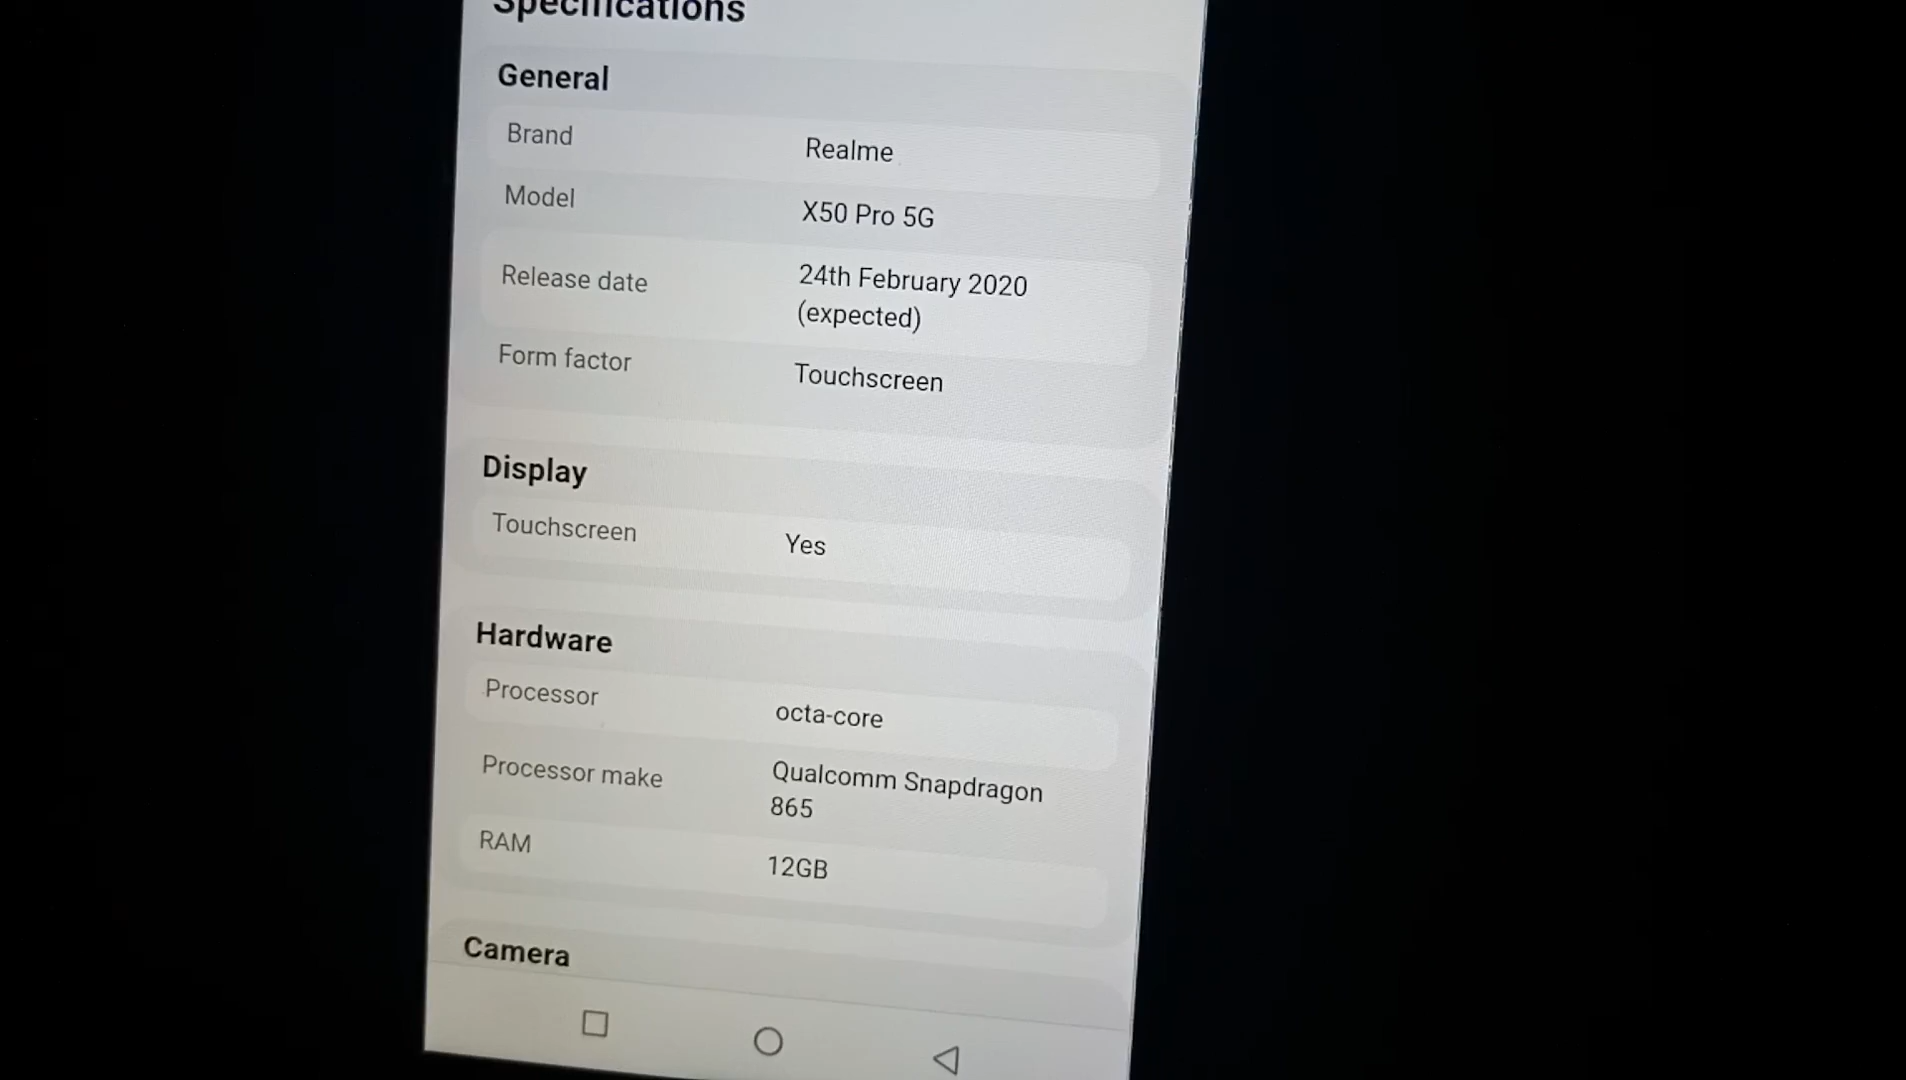 Specifications
General
Brand Realme
Model X50 Pro 5G
Release date 24th February 2020
(expected)
Form factor Touchscreen
Display
Touchscreen Yes
Hardware
Processor octa-core
Processor make Qualcomm Snapdragon
865
RAM 12GB
Camera